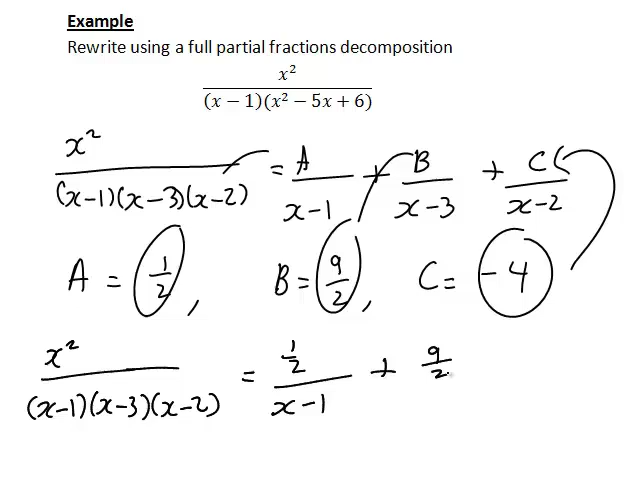 Example
Rewrite using a full partial fractions decomposition
x²
(x − 1)(x² − 5x + 6)
x² / (x-1)(x-3)(x-2) = A / x-1 + B / x-3 + C / x-2
A = 1/2, B = 9/2, C = -4
x² / (x-1)(x-3)(x-2) = 1/2 / x-1 + 9/2